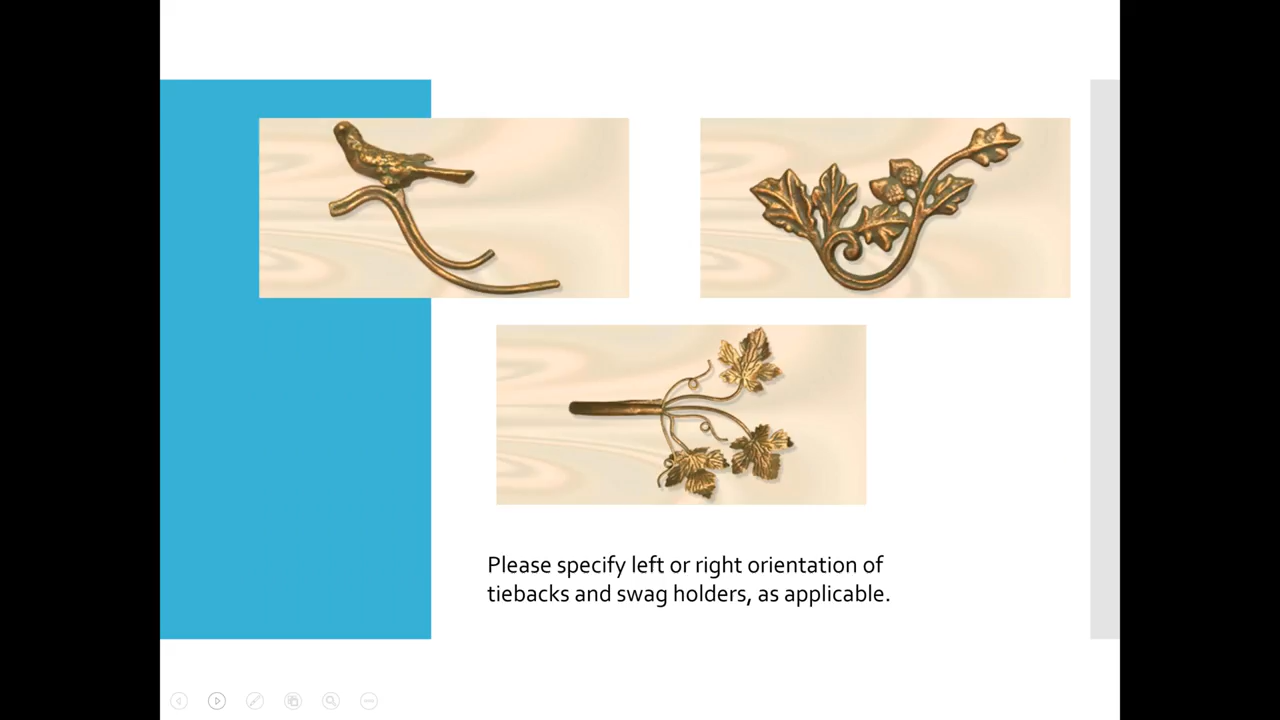 Please specify left or right orientation of
tiebacks and swag holders, as applicable.